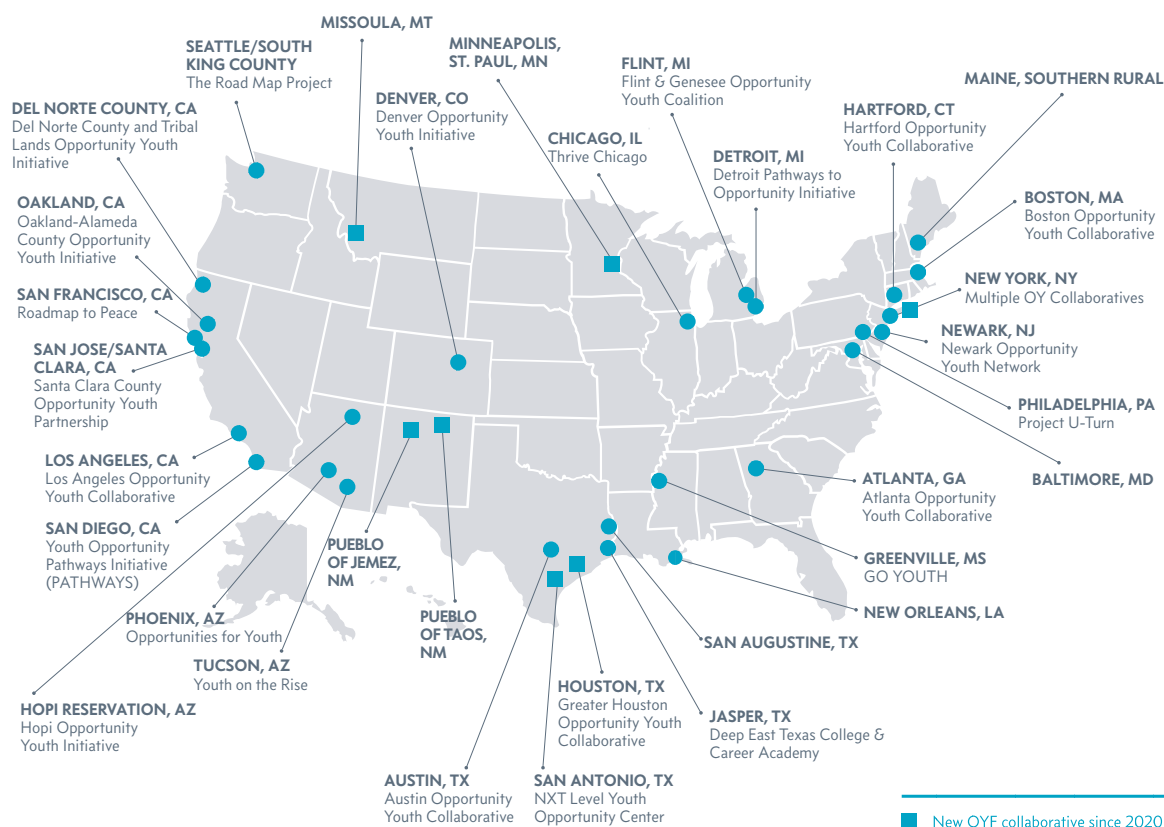 MISSOULA, MT
SEATTLE/SOUTH
KING COUNTY
The Road Map Project
MINNEAPOLIS,
ST. PAUL, MN
FLINT, MI
Flint & Genesee Opportunity
Youth Coalition
MAINE, SOUTHERN RURAL
DEL NORTE COUNTY, CA
Del Norte County and Tribal
Lands Opportunity Youth
Initiative
DENVER, CO
Denver Opportunity
Youth Initiative
HARTFORD, CT
Hartford Opportunity
Youth Collaborative
CHICAGO, IL
Thrive Chicago
DETROIT, MI
Detroit Pathways to
Opportunity Initiative
OAKLAND, CA
Oakland-Alameda
County Opportunity
Youth Initiative
BOSTON, MA
Boston Opportunity
Youth Collaborative
SAN FRANCISCO, CA
Roadmap to Peace
NEW YORK, NY
Multiple OY Collaboratives
SAN JOSE/SANTA
CLARA, CA
Santa Clara County
Opportunity Youth
Partnership
NEWARK, NJ
Newark Opportunity
Youth Network
PHILADELPHIA, PA
Project U-Turn
LOS ANGELES, CA
Los Angeles Opportunity
Youth Collaborative
BALTIMORE, MD
ATLANTA, GA
Atlanta Opportunity
Youth Collaborative
SAN DIEGO, CA
Youth Opportunity
Pathways Initiative
(PATHWAYS)
PUEBLO
OF JEMEZ,
NM
GREENVILLE, MS
GO YOUTH
PHOENIX, AZ
Opportunities for Youth
PUEBLO
OF TAOS,
NM
NEW ORLEANS, LA
SAN AUGUSTINE, TX
TUCSON, AZ
Youth on the Rise
HOUSTON, TX
Greater Houston
Opportunity Youth
Collaborative
HOPI RESERVATION, AZ
Hopi Opportunity
Youth Initiative
JASPER, TX
Deep East Texas College &
Career Academy
AUSTIN, TX
Austin Opportunity
Youth Collaborative
SAN ANTONIO, TX
NXT Level Youth
Opportunity Center
New OYF collaborative since 2020